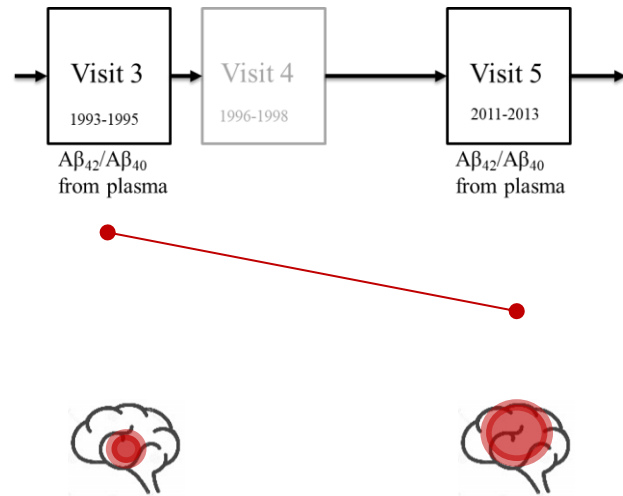 Visit 3
1993-1995
Visit 4
1996-1998
Visit 5
2011-2013
Aβ₄₂/Aβ₄₀
from plasma
Aβ₄₂/Aβ₄₀
from plasma